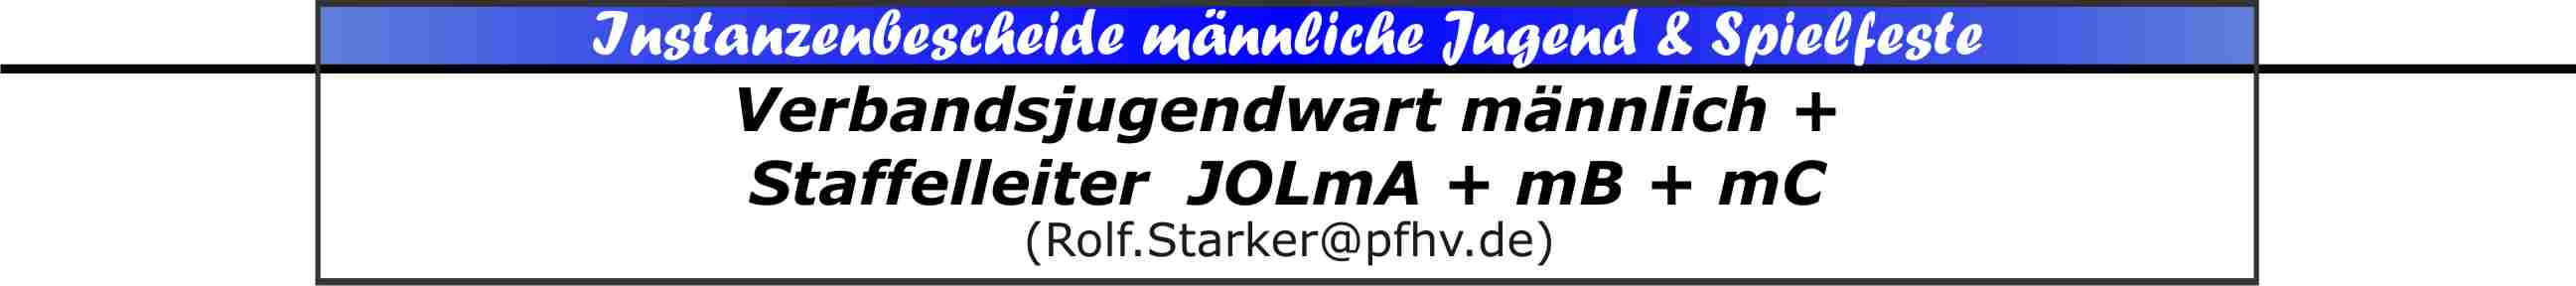 Instanzenbescheide männliche Jugend & Spielfeste
Verbandsjugendwart männlich +
Staffelleiter JOLmA + mB + mC
(Rolf.Starker@pfhv.de)